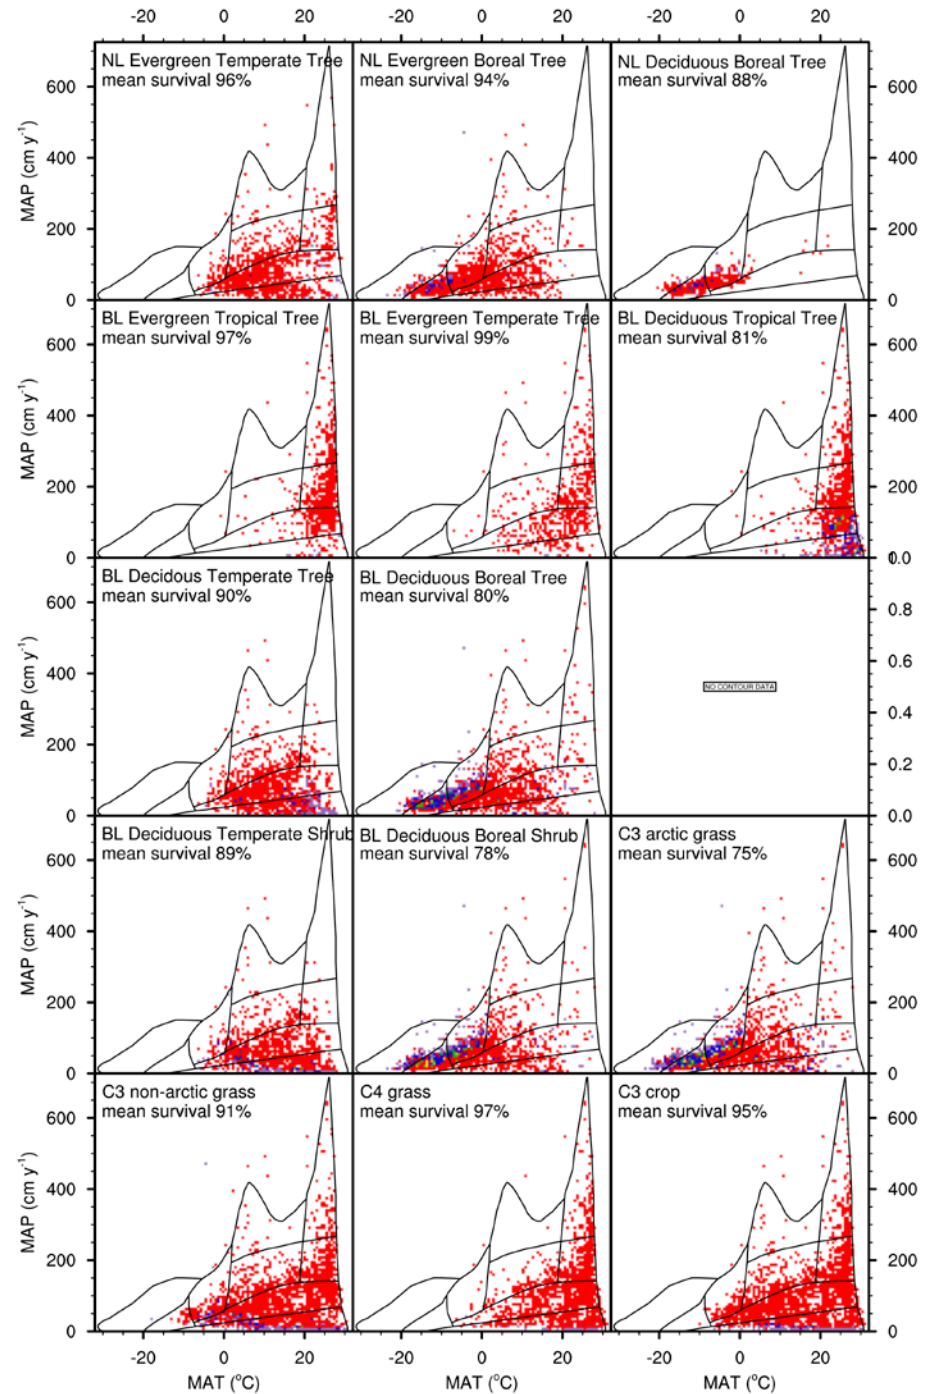 -20 0 20 -20 0 20 -20 0 20
NL Evergreen Temperate Tree
mean survival 96%
NL Evergreen Boreal Tree
mean survival 94%
NL Deciduous Boreal Tree
mean survival 88%
MAP (cm y⁻¹)
600 600
400 400
200 200
0 0
BL Evergreen Tropical Tree
mean survival 97%
BL Evergreen Temperate Tree
mean survival 99%
BL Deciduous Tropical Tree
mean survival 81%
MAP (cm y⁻¹)
600 600
400 400
200 200
0 0
BL Decidous Temperate Tree
mean survival 90%
BL Deciduous Boreal Tree
mean survival 80%
NO CONTOUR DATA
MAP (cm y⁻¹)
1.0
600 0.8
400 0.6
0.4
200 0.2
0 0.0
BL Deciduous Temperate Shrub
mean survival 89%
BL Deciduous Boreal Shrub
mean survival 78%
C3 arctic grass
mean survival 75%
MAP (cm y⁻¹)
600 600
400 400
200 200
0 0
C3 non-arctic grass
mean survival 91%
C4 grass
mean survival 97%
C3 crop
mean survival 95%
MAP (cm y⁻¹)
600 600
400 400
200 200
0 0
-20 0 20 -20 0 20 -20 0 20
MAT (°C) MAT (°C) MAT (°C)